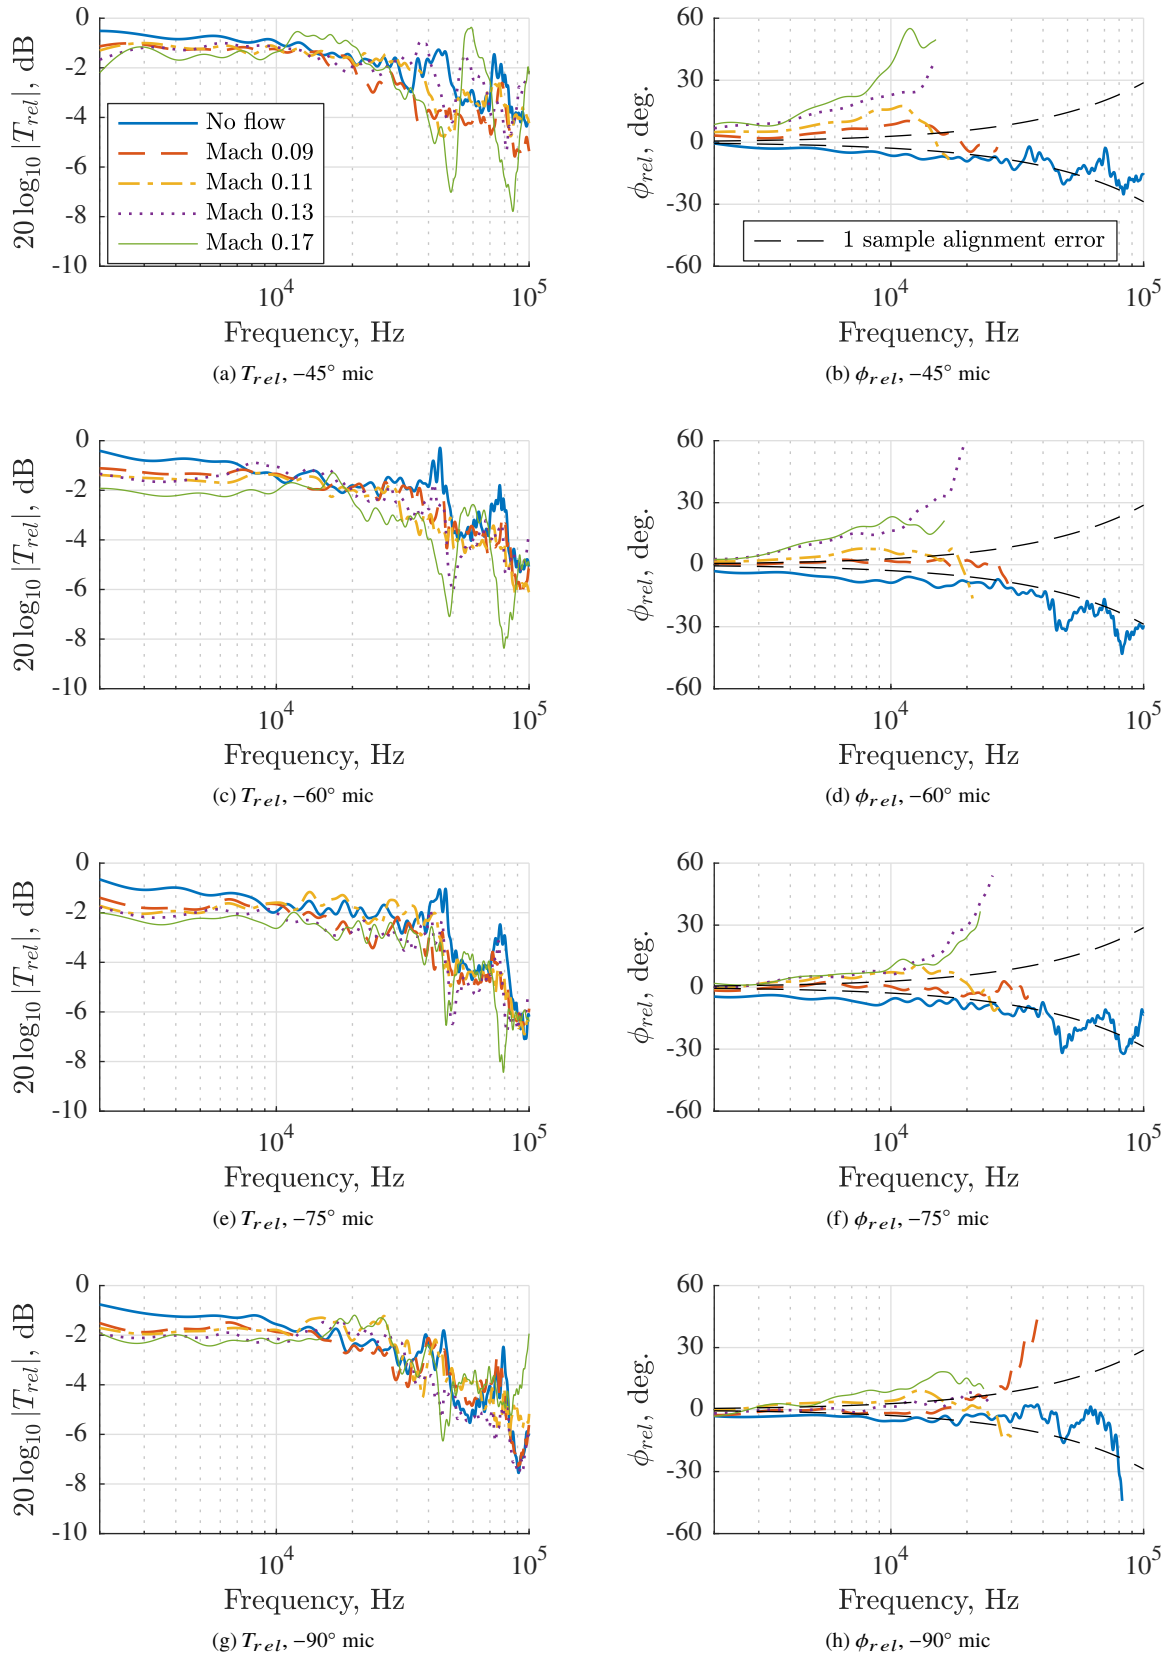 0
-2
-4
-6
-8
-10
20 log10 |Trel|, dB
No flow
Mach 0.09
Mach 0.11
Mach 0.13
Mach 0.17
10^4
10^5
Frequency, Hz
(a) Trel, –45° mic
60
30
0
-30
-60
ϕrel, deg.
1 sample alignment error
10^4
10^5
Frequency, Hz
(b) ϕrel, –45° mic
0
-2
-4
-6
-8
-10
20 log10 |Trel|, dB
10^4
10^5
Frequency, Hz
(c) Trel, –60° mic
60
30
0
-30
-60
ϕrel, deg.
10^4
10^5
Frequency, Hz
(d) ϕrel, –60° mic
0
-2
-4
-6
-8
-10
20 log10 |Trel|, dB
10^4
10^5
Frequency, Hz
(e) Trel, –75° mic
60
30
0
-30
-60
ϕrel, deg.
10^4
10^5
Frequency, Hz
(f) ϕrel, –75° mic
0
-2
-4
-6
-8
-10
20 log10 |Trel|, dB
10^4
10^5
Frequency, Hz
(g) Trel, –90° mic
60
30
0
-30
-60
ϕrel, deg.
10^4
10^5
Frequency, Hz
(h) ϕrel, –90° mic